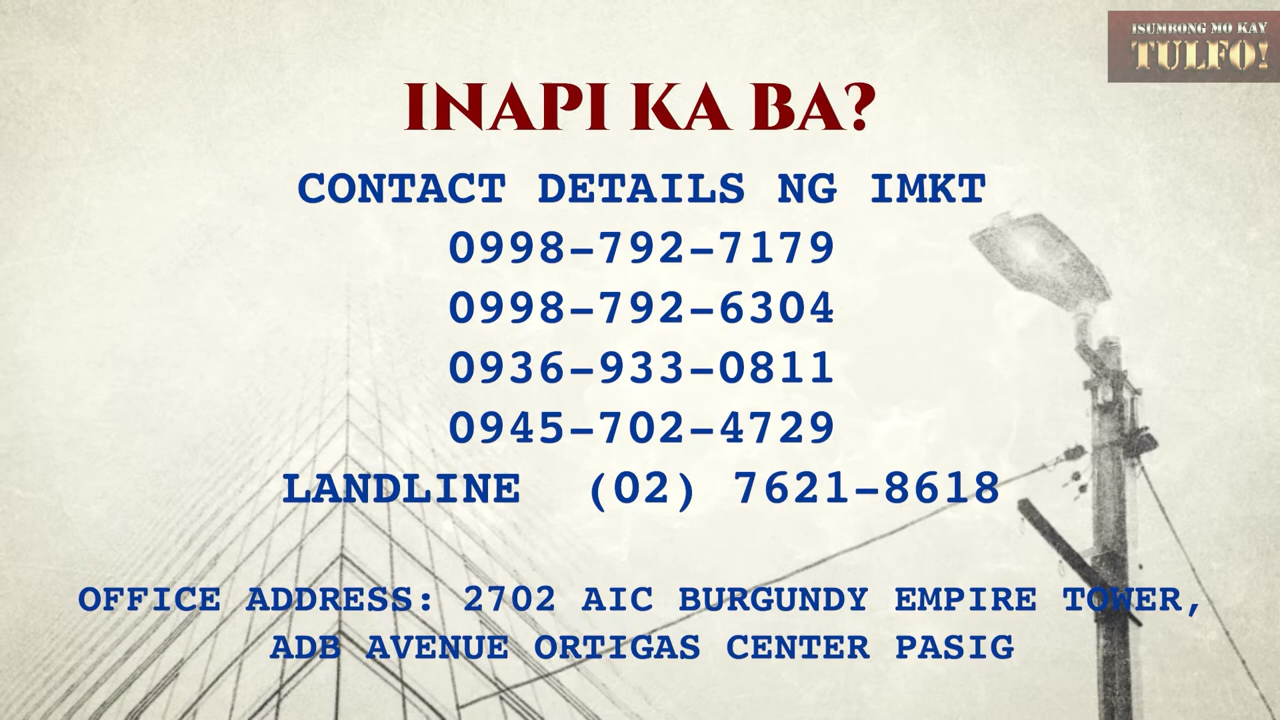 ISUMBONG MO KAY
TULFO!
INAPI KA BA?
CONTACT DETAILS NG IMKT
0998-792-7179
0998-792-6304
0936-933-0811
0945-702-4729
LANDLINE (02) 7621-8618
OFFICE ADDRESS: 2702 AIC BURGUNDY EMPIRE TOWER,
ADB AVENUE ORTIGAS CENTER PASIG